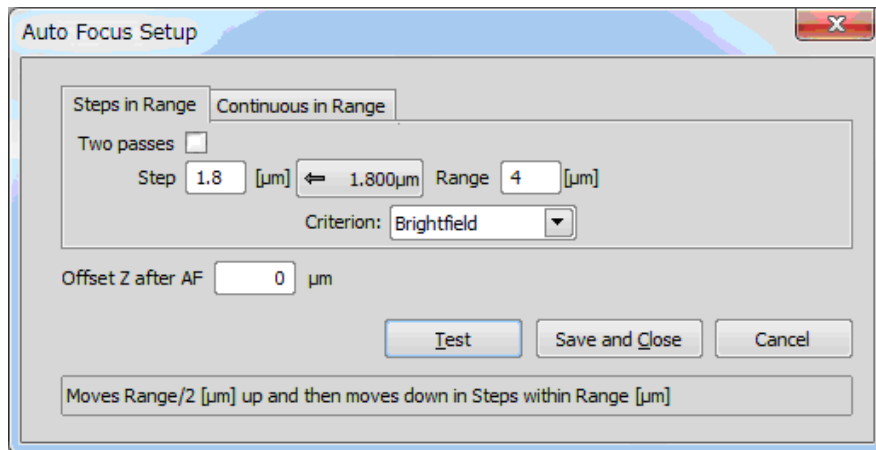 Auto Focus Setup
Steps in Range Continuous in Range
Two passes
Step 1.8 [µm] 1.800µm Range 4 [µm]
Criterion: Brightfield
Offset Z after AF 0 µm
Test Save and Close Cancel
Moves Range/2 [µm] up and then moves down in Steps within Range [µm]